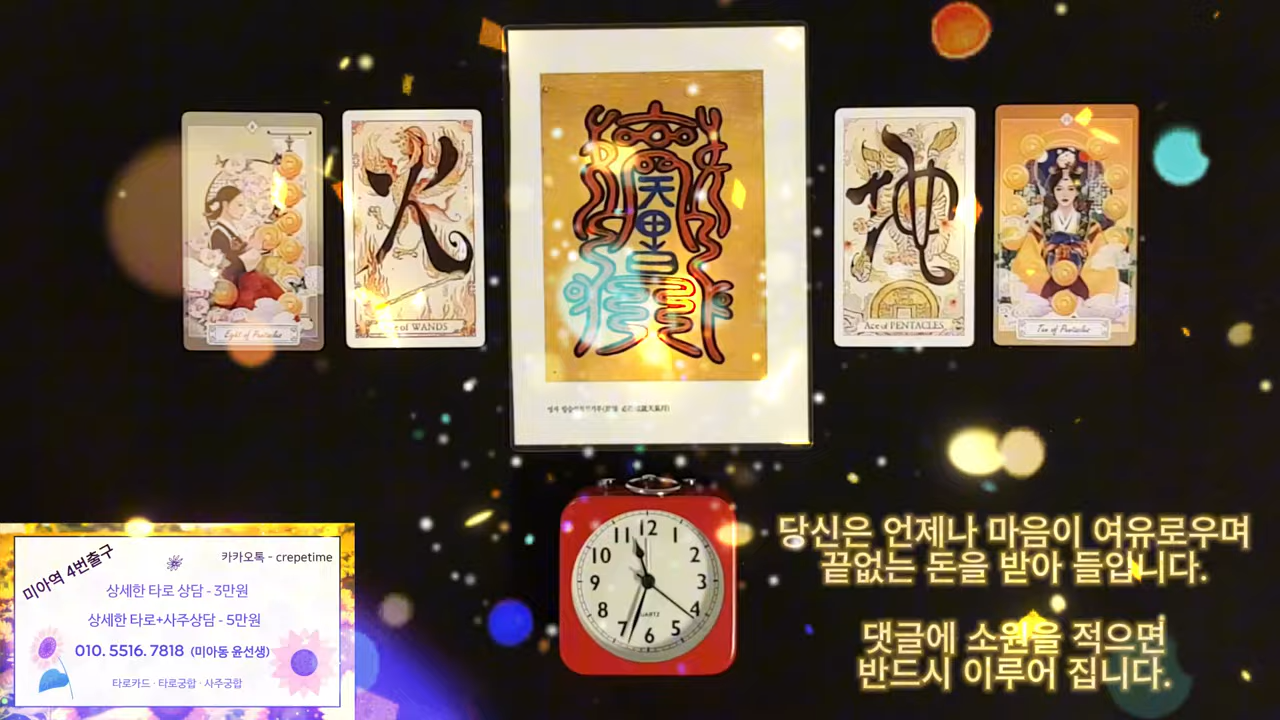 Eight of Pentacles
火
of WANDS
天
地
Ace of PENTACLES
Ten of Pentacles
11 12
10 2
9 3
8 4
7 6 5
QUARTZ
당신은 언제나 마음이 여유로우며
끝없는 돈을 받아 들입니다.
댓글에 소원을 적으면
반드시 이루어 집니다.
미아역 4번출구
카카오톡 - crepetime
상세한 타로 상담 - 3만원
상세한 타로+사주상담 - 5만원
010. 5516. 7818 (미아동 윤선생)
타로카드 · 타로궁합 · 사주궁합